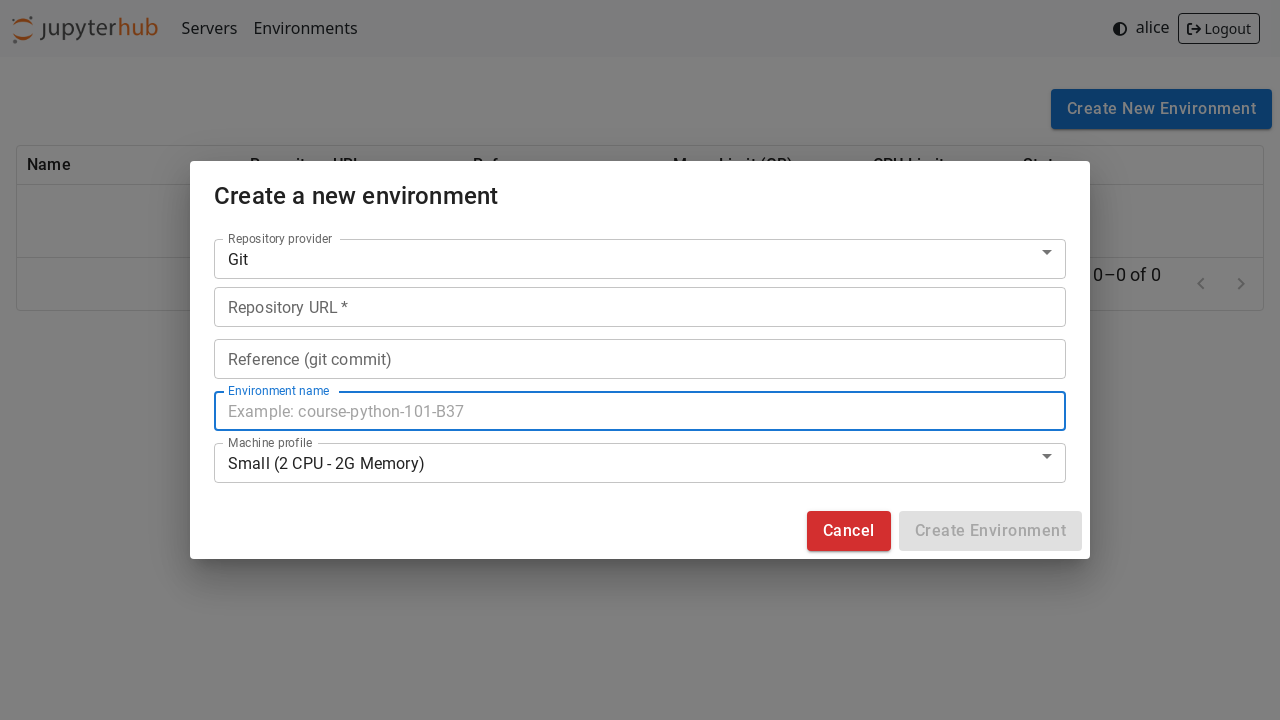 jupyterhub Servers Environments alice Logout
Create New Environment
Name
Create a new environment
Repository provider
Git
0–0 of 0
Repository URL *
Reference (git commit)
Environment name
Example: course-python-101-B37
Machine profile
Small (2 CPU - 2G Memory)
Cancel Create Environment